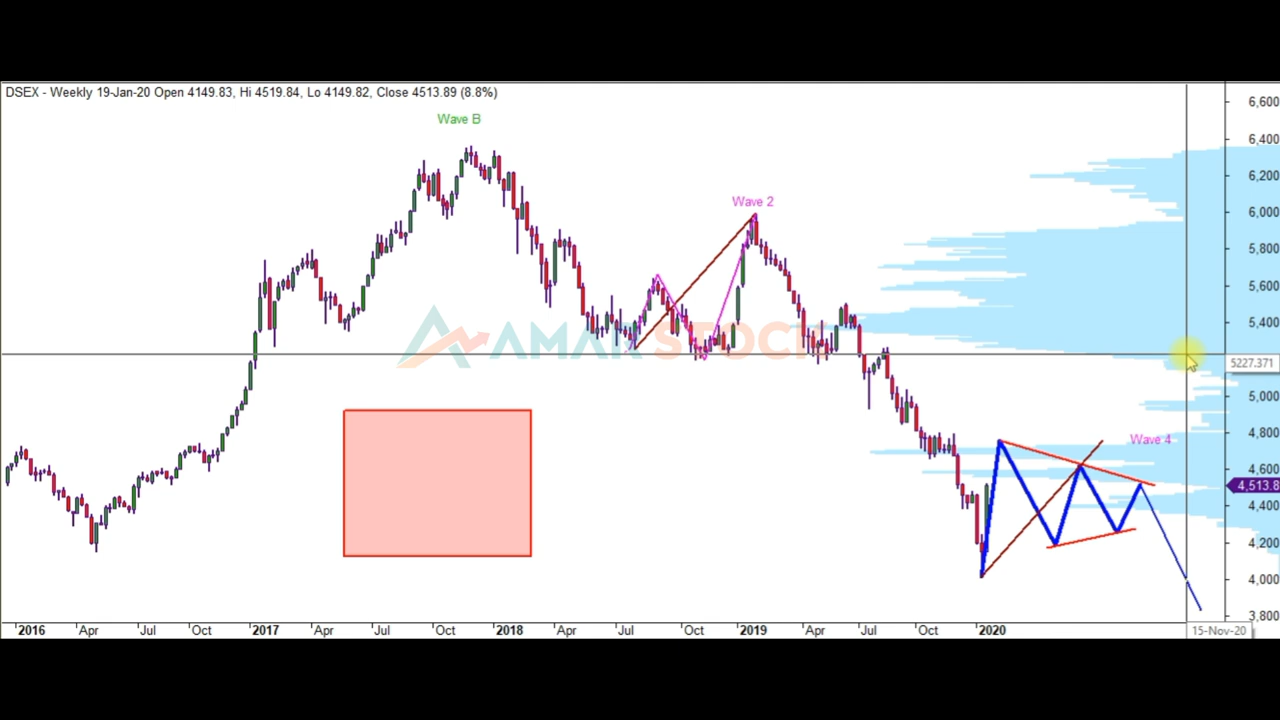 DSEX - Weekly 19-Jan-20 Open 4149.83, Hi 4519.84, Lo 4149.82, Close 4513.89 (8.8%)
6,600
Wave B
6,400
6,200
Wave 2
6,000
5,800
5,600
AMAR STOCK
5,400
5227.371
5,000
4,800
Wave 4
4,600
4,513.8
4,400
4,200
4,000
3,800
2016 Apr Jul Oct 2017 Apr Jul Oct 2018 Apr Jul Oct 2019 Apr Jul Oct 2020 15-Nov-20